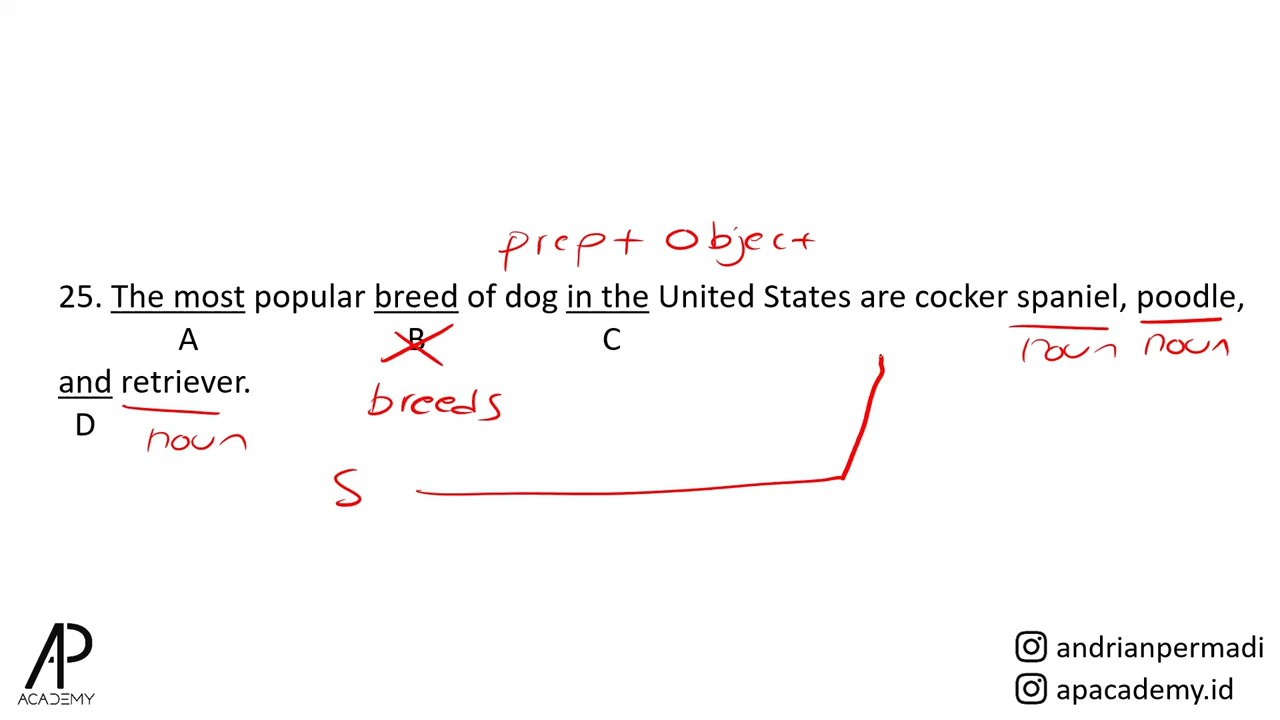 prep+ object
25. The most popular breed of dog in the United States are cocker spaniel, poodle,
A B C
noun noun
and retriever.
breeds
D
noun
S
AP
ACADEMY
andrianpermadi
apacademy.id